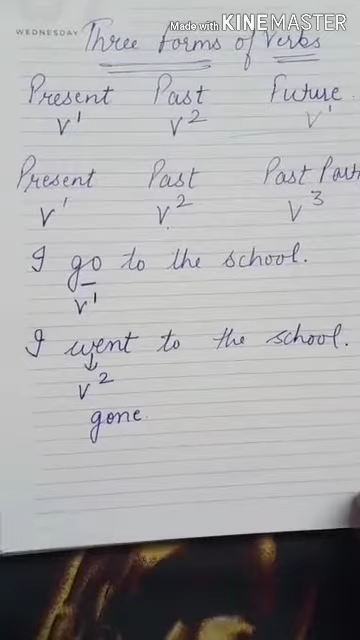 Made with KINEMASTER
WEDNESDAY
Three forms of Verbs
Present Past Future
V1 V2 V1
Present Past Past Parti
V1 V2 V3
I go to the school.
V1
I went to the school.
V2
gone.